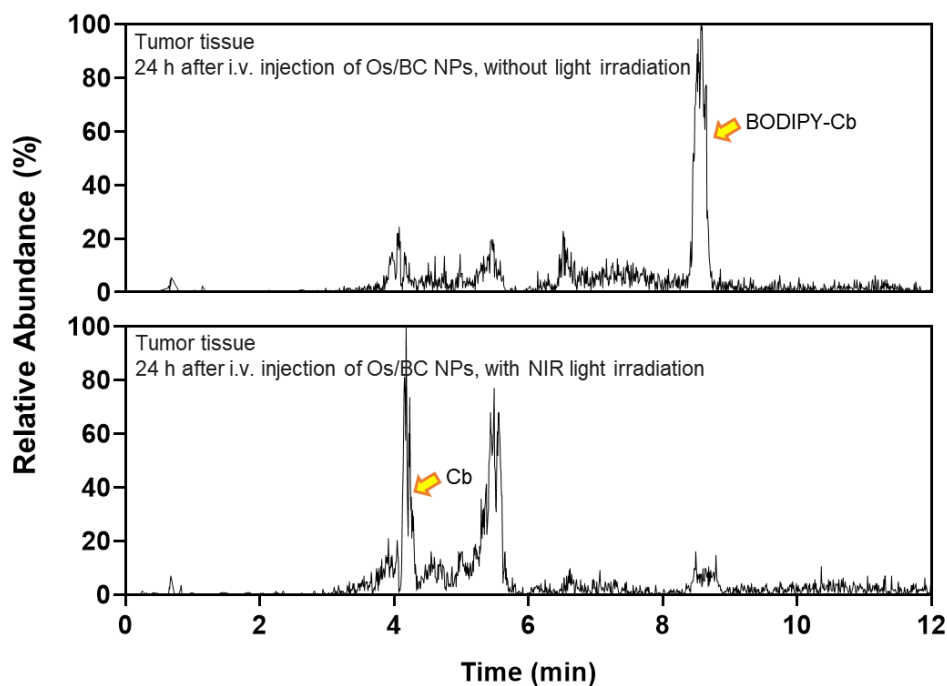 Relative Abundance (%)
100
80
60
40
20
0
Tumor tissue
24 h after i.v. injection of Os/BC NPs, without light irradiation
BODIPY-Cb
100
80
60
40
20
0
Tumor tissue
24 h after i.v. injection of Os/BC NPs, with NIR light irradiation
Cb
0 2 4 6 8 10 12
Time (min)